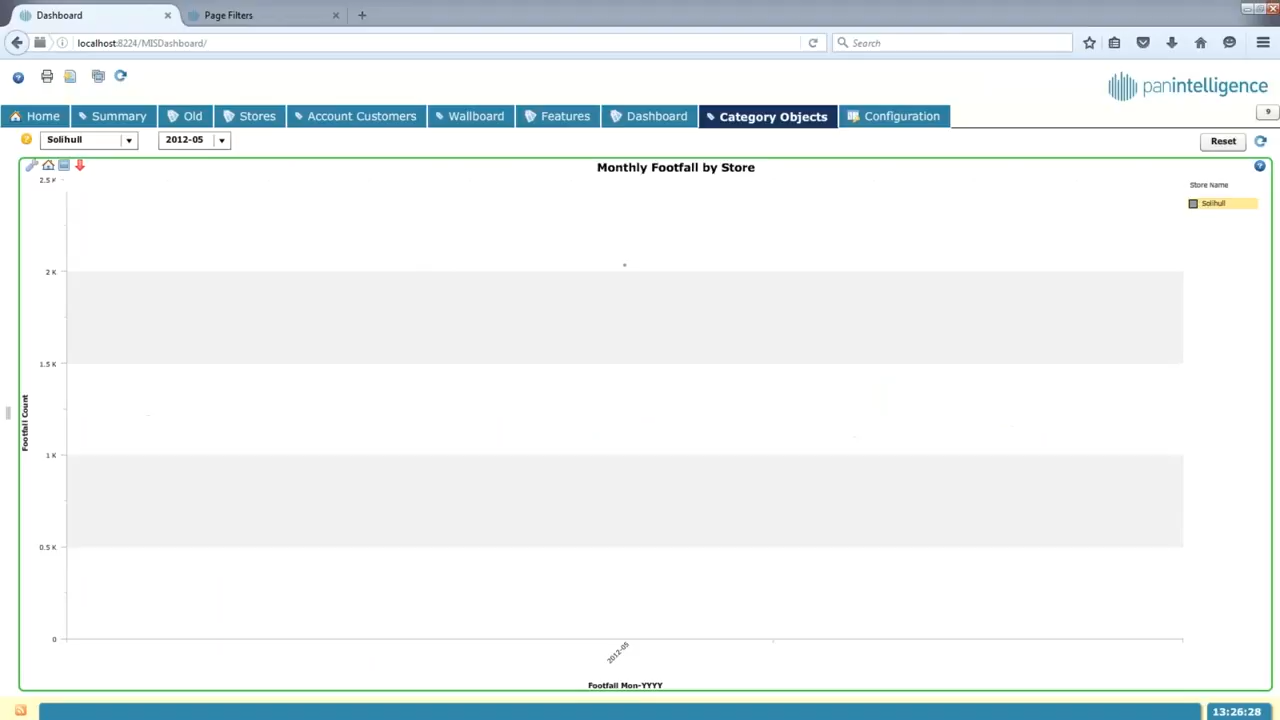 Dashboard
Page Filters
localhost:8224/MISDashboard/
Search
panintelligence
Home
Summary
Old
Stores
Account Customers
Wallboard
Features
Dashboard
Category Objects
Configuration
9
Solihull
2012-05
Reset
Monthly Footfall by Store
2.5 K
Store Name
Solihull
2 K
1.5 K
Footfall Count
1 K
0.5 K
0
2012-05
Footfall Mon-YYYY
13:26:28